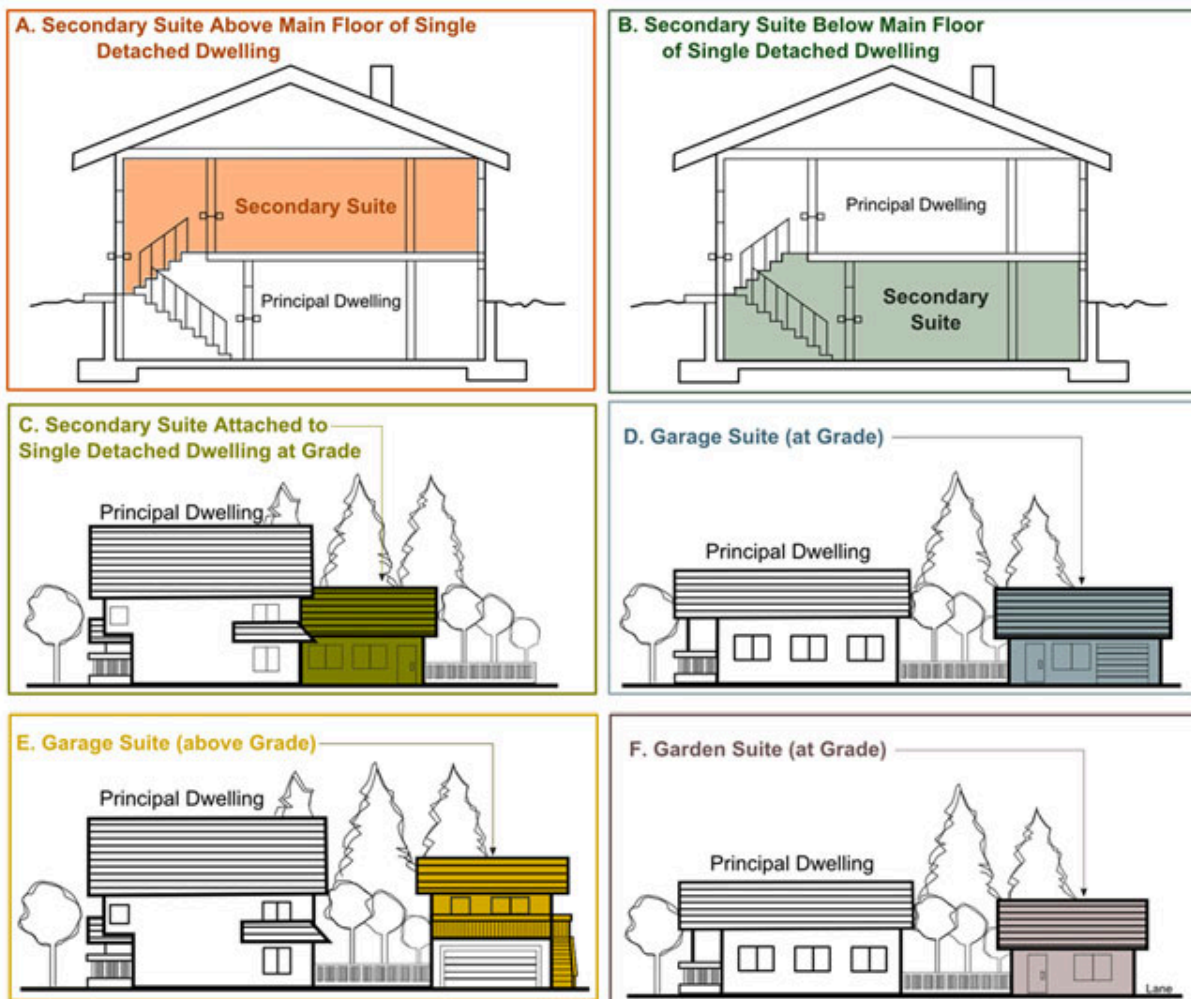 A. Secondary Suite Above Main Floor of Single
Detached Dwelling
Secondary Suite
Principal Dwelling
B. Secondary Suite Below Main Floor
of Single Detached Dwelling
Principal Dwelling
Secondary
Suite
C. Secondary Suite Attached to
Single Detached Dwelling at Grade
Principal Dwelling
D. Garage Suite (at Grade)
Principal Dwelling
E. Garage Suite (above Grade)
Principal Dwelling
F. Garden Suite (at Grade)
Principal Dwelling
Lane